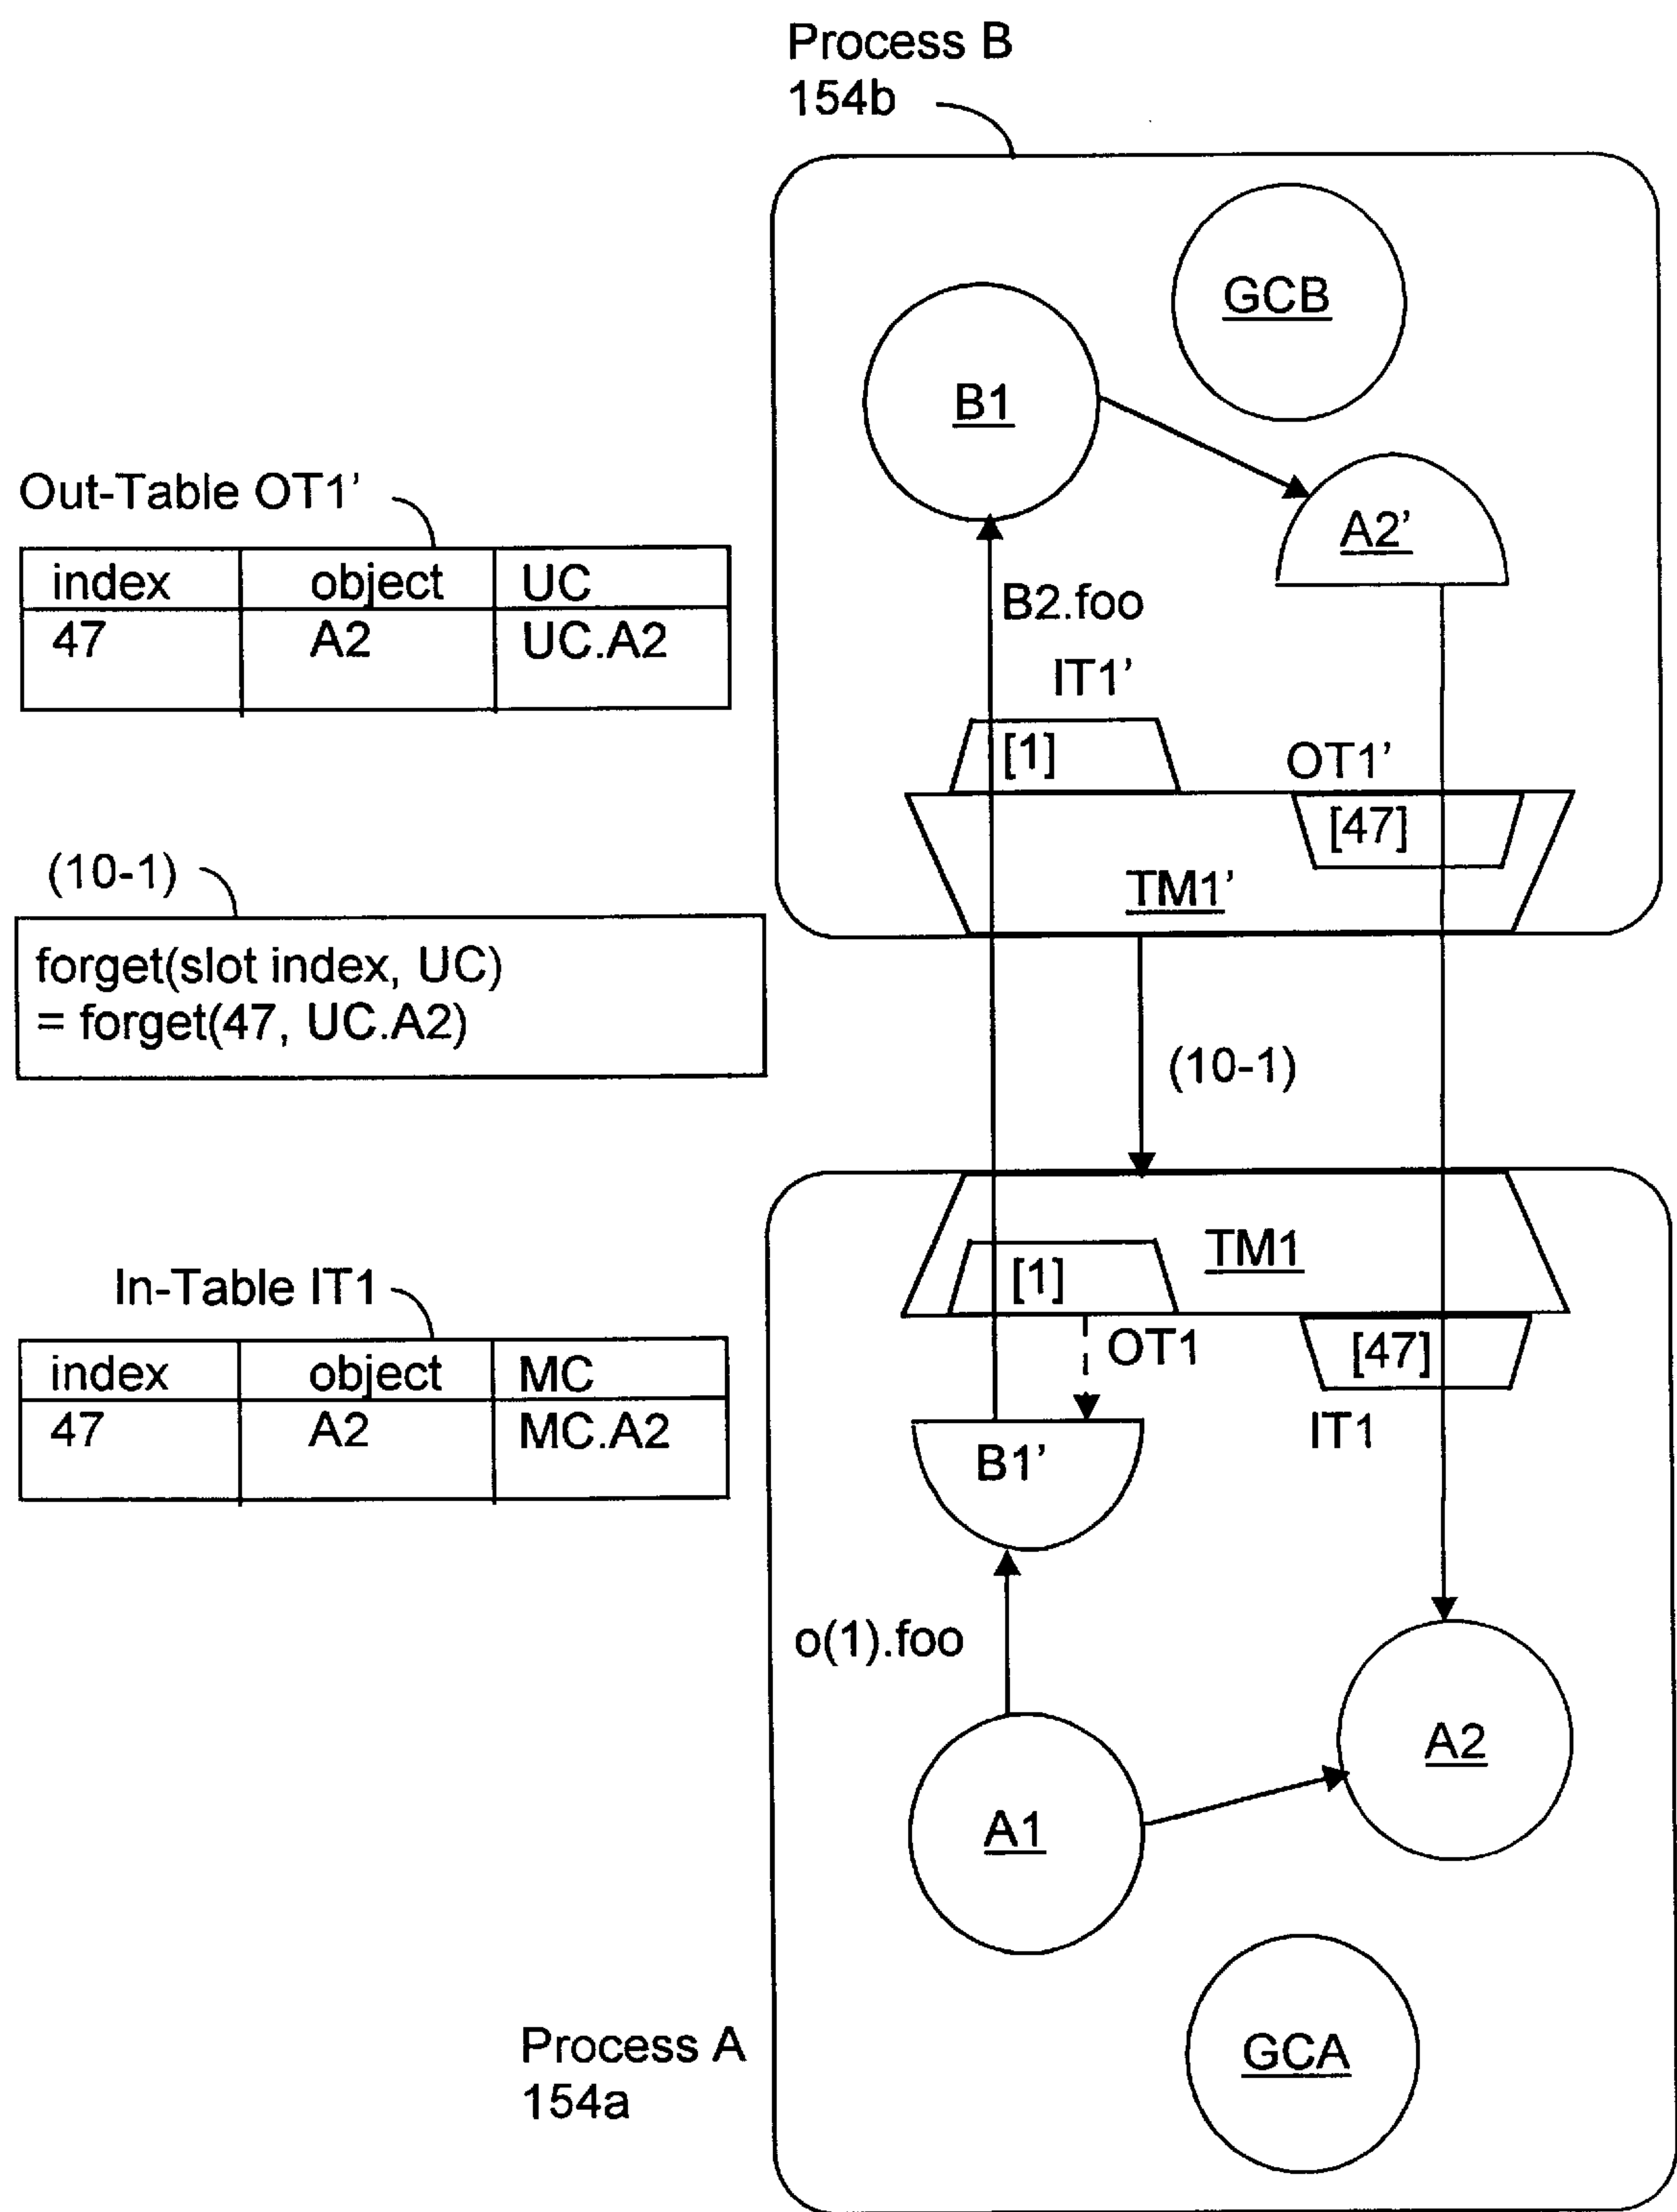 Process B
154b
GCB
B1
Out-Table OT1’
A2’
index object UC
47 A2 UC.A2
B2.foo
IT1’
[1]
OT1’
[47]
(10-1)
TM1’
forget(slot index, UC)
= forget(47, UC.A2)
(10-1)
TM1
In-Table IT1
[1]
OT1
[47]
index object MC
47 A2 MC.A2
IT1
B1’
o(1).foo
A2
A1
Process A
154a
GCA